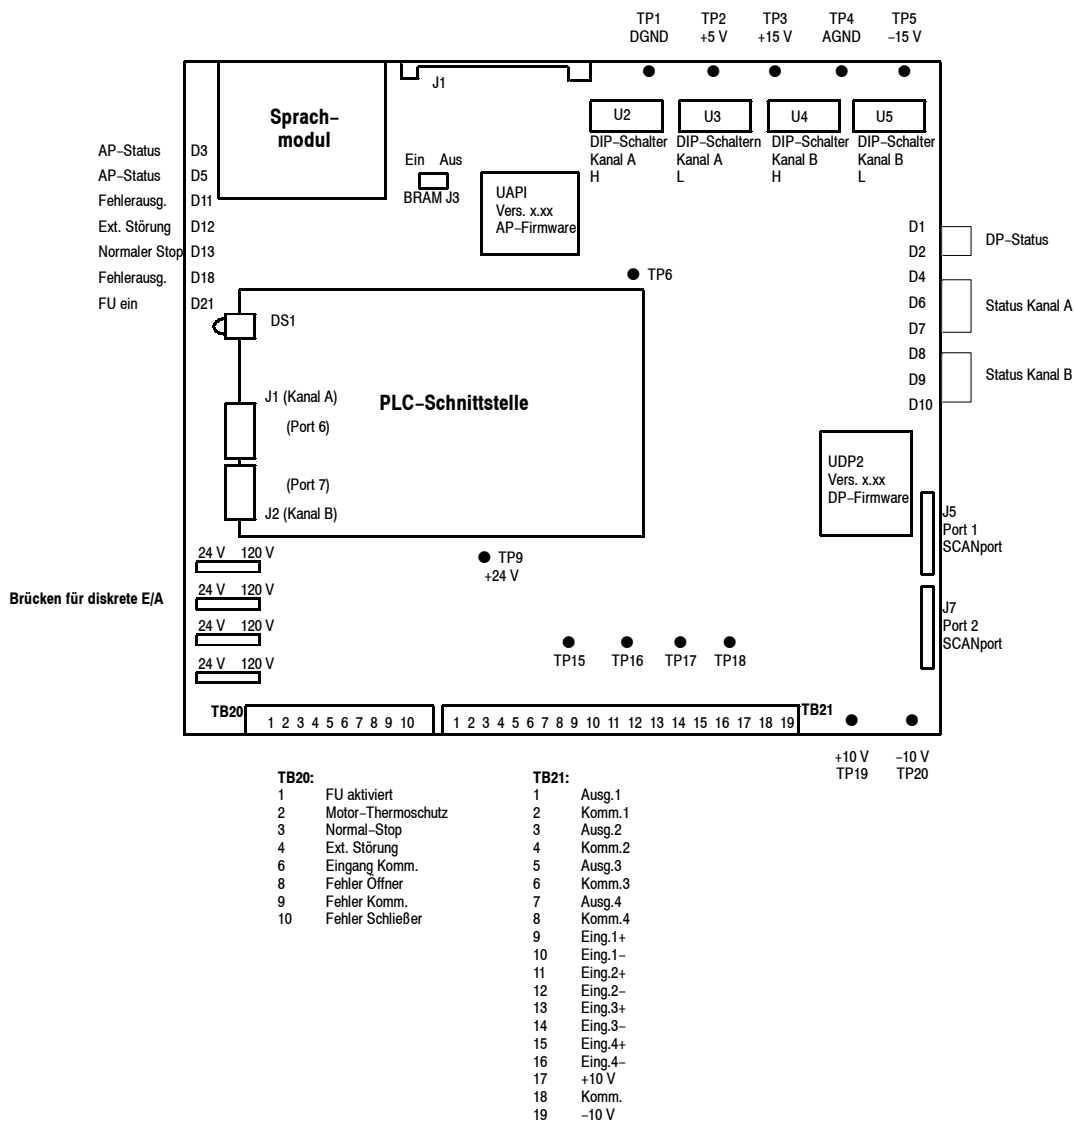 TP1 TP2 TP3 TP4 TP5
DGND +5 V +15 V AGND −15 V
J1
Sprach−
modul
U2 U3 U4 U5
DIP−Schalter DIP−Schaltern DIP−Schalter DIP−Schalter
Kanal A Kanal A Kanal B Kanal B
H L H L
AP−Status D3
AP−Status D5
Fehlerausg. D11
Ext. Störung D12
Normaler Stop D13
Fehlerausg. D18
FU ein D21
Ein Aus
BRAM J3
UAPI
Vers. x.xx
AP−Firmware
TP6
D1
D2
DP−Status
D4
D6
D7
Status Kanal A
D8
D9
D10
Status Kanal B
DS1
J1 (Kanal A)
(Port 6)
PLC−Schnittstelle
(Port 7)
J2 (Kanal B)
UDP2
Vers. x.xx
DP−Firmware
J5
Port 1
SCANport
J7
Port 2
SCANport
TP9
+24 V
24 V 120 V
Brücken für diskrete E/A
24 V 120 V
24 V 120 V
24 V 120 V
TP15 TP16 TP17 TP18
TB20
1 2 3 4 5 6 7 8 9 10
1 2 3 4 5 6 7 8 9 10 11 12 13 14 15 16 17 18 19
TB21
+10 V −10 V
TP19 TP20
TB20:
1 FU aktiviert
2 Motor−Thermoschutz
3 Normal−Stop
4 Ext. Störung
6 Eingang Komm.
8 Fehler Öffner
9 Fehler Komm.
10 Fehler Schließer
TB21:
1 Ausg.1
2 Komm.1
3 Ausg.2
4 Komm.2
5 Ausg.3
6 Komm.3
7 Ausg.4
8 Komm.4
9 Eing.1+
10 Eing.1−
11 Eing.2+
12 Eing.2−
13 Eing.3+
14 Eing.3−
15 Eing.4+
16 Eing.4−
17 +10 V
18 Komm.
19 −10 V